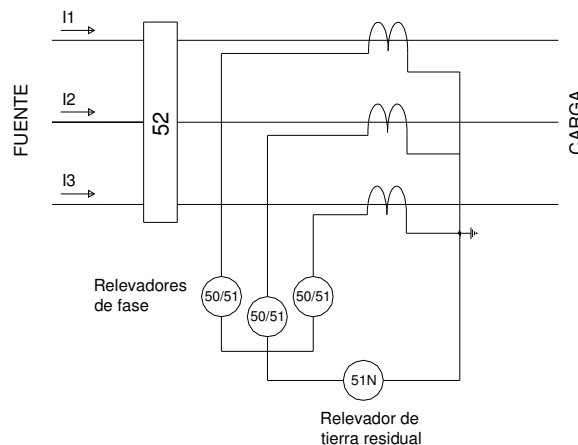 I1
I2
I3
FUENTE
52
CARGA
Relevadores
de fase
50/51
50/51
50/51
51N
Relevador de
tierra residual